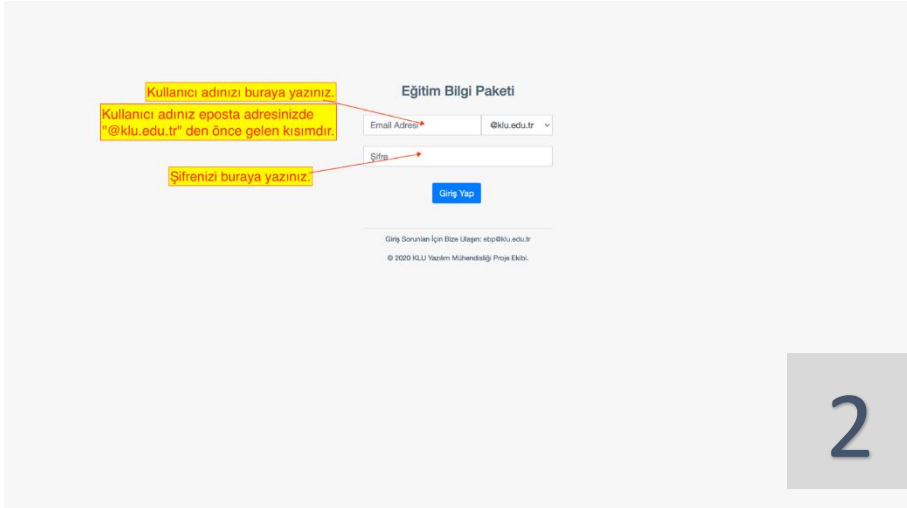 Kullanıcı adınızı buraya yazınız.
Kullanıcı adınız eposta adresinizde
"@klu.edu.tr" den önce gelen kısımdır.
Şifrenizi buraya yazınız.
Eğitim Bilgi Paketi
Email Adresi
@klu.edu.tr
Şifre
Giriş Yap
Giriş Sorunları İçin Bize Ulaşın: ebp@klu.edu.tr
© 2020 KLU Yazılım Mühendisliği Proje Ekibi.
2